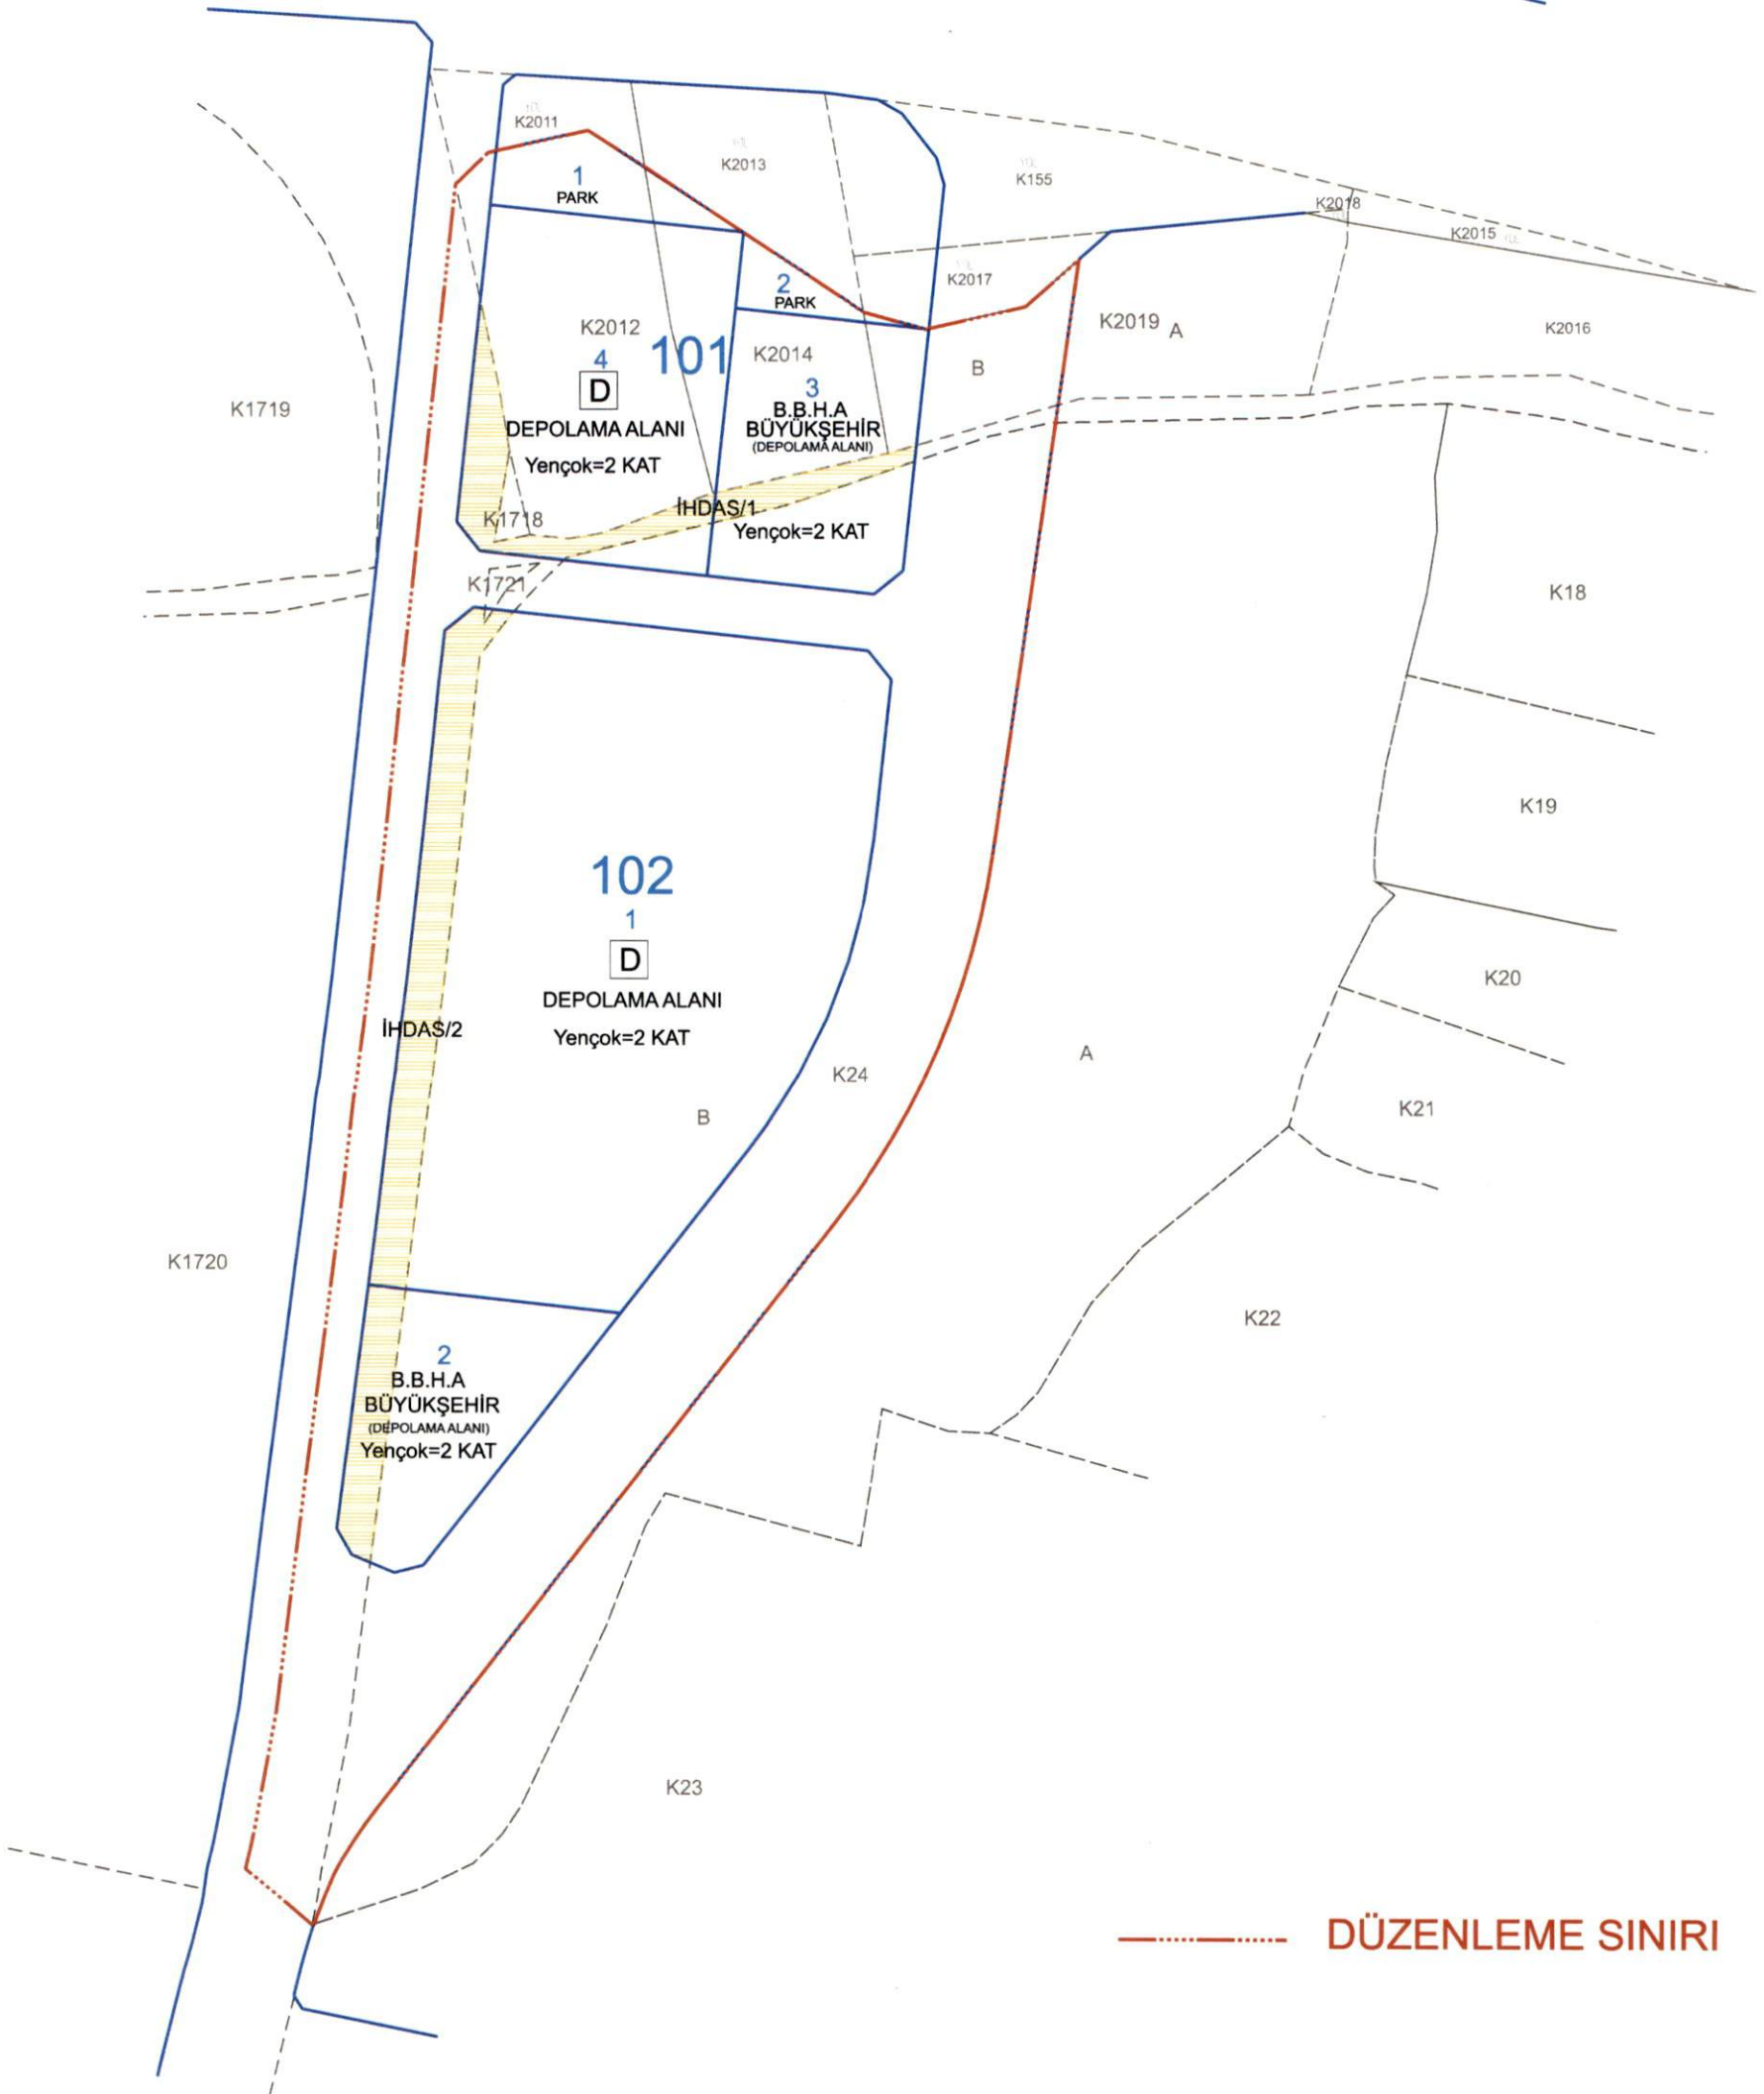 K2011
K2013
K155
1
PARK
K2018
K2015
K2017
2
PARK
K2012
K2019 A
K2016
4
101
K2014
B
D
3
B.B.H.A
BÜYÜKŞEHİR
(DEPOLAMA ALANI)
K1719
DEPOLAMA ALANI
Yençok=2 KAT
İHDAS/1
K1718
Yençok=2 KAT
K1721
K18
K19
102
1
D
K20
DEPOLAMA ALANI
İHDAS/2
Yençok=2 KAT
A
K24
K21
B
K1720
K22
2
B.B.H.A
BÜYÜKŞEHİR
(DEPOLAMA ALANI)
Yençok=2 KAT
K23
DÜZENLEME SINIRI